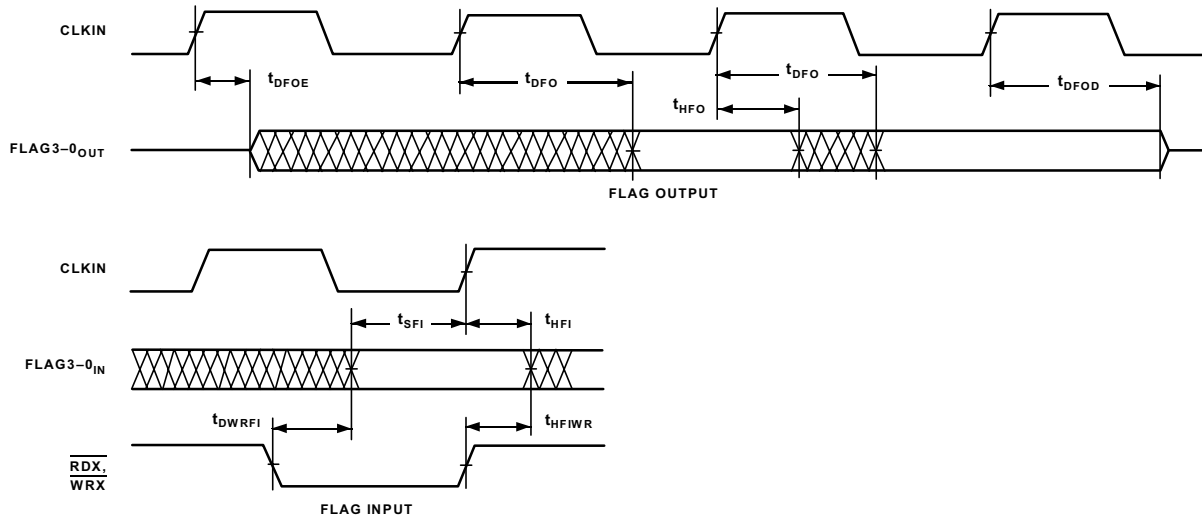 CLKIN
tDFOE
tDFO
tDFO
tDFOD
tHFO
FLAG3–0OUT
FLAG OUTPUT
CLKIN
tSFI
tHFI
FLAG3–0IN
tDWRFI
tHFIWR
RDX,
WRX
FLAG INPUT